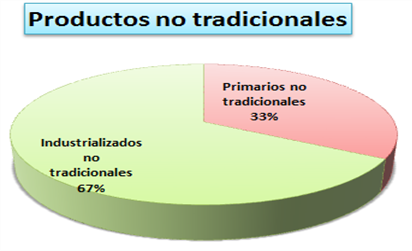 Productos no tradicionales
Primarios no
tradicionales
33%
Industrializados
no
tradicionales
67%